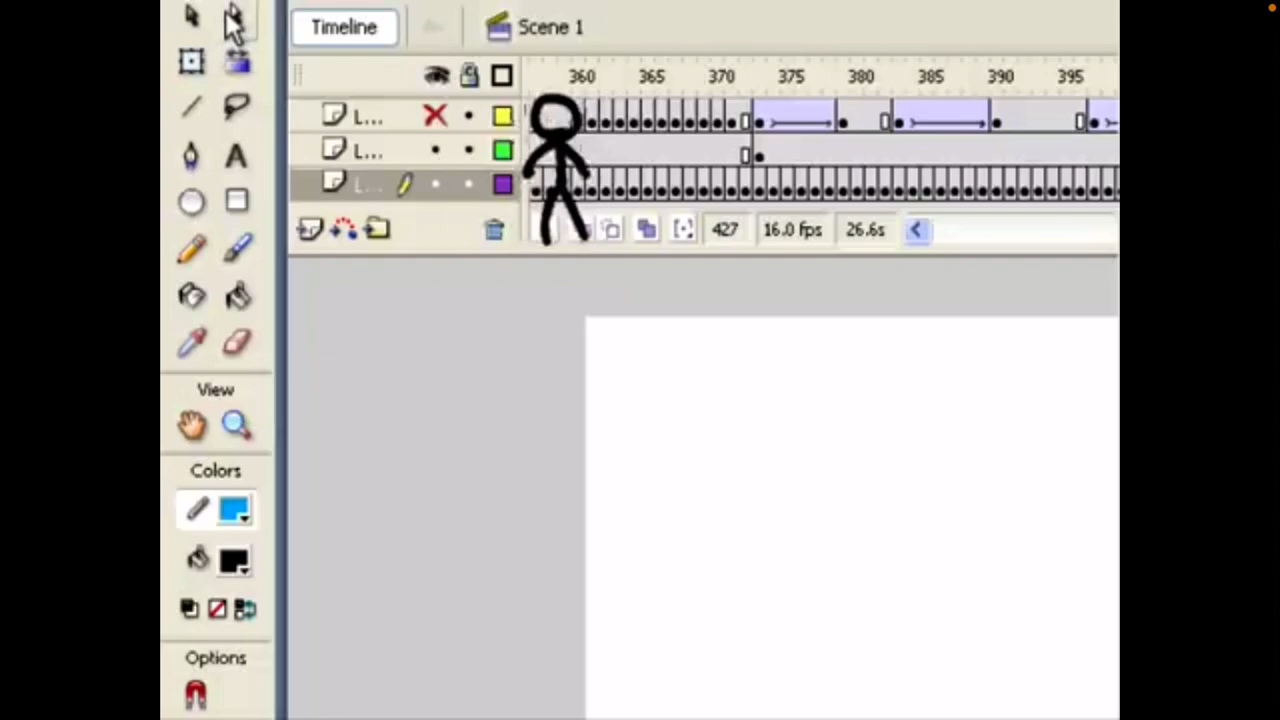 Timeline
Scene 1
360 365 370 375 380 385 390 395
L...
L...
L...
A
427 16.0 fps 26.6s
View
Colors
Options